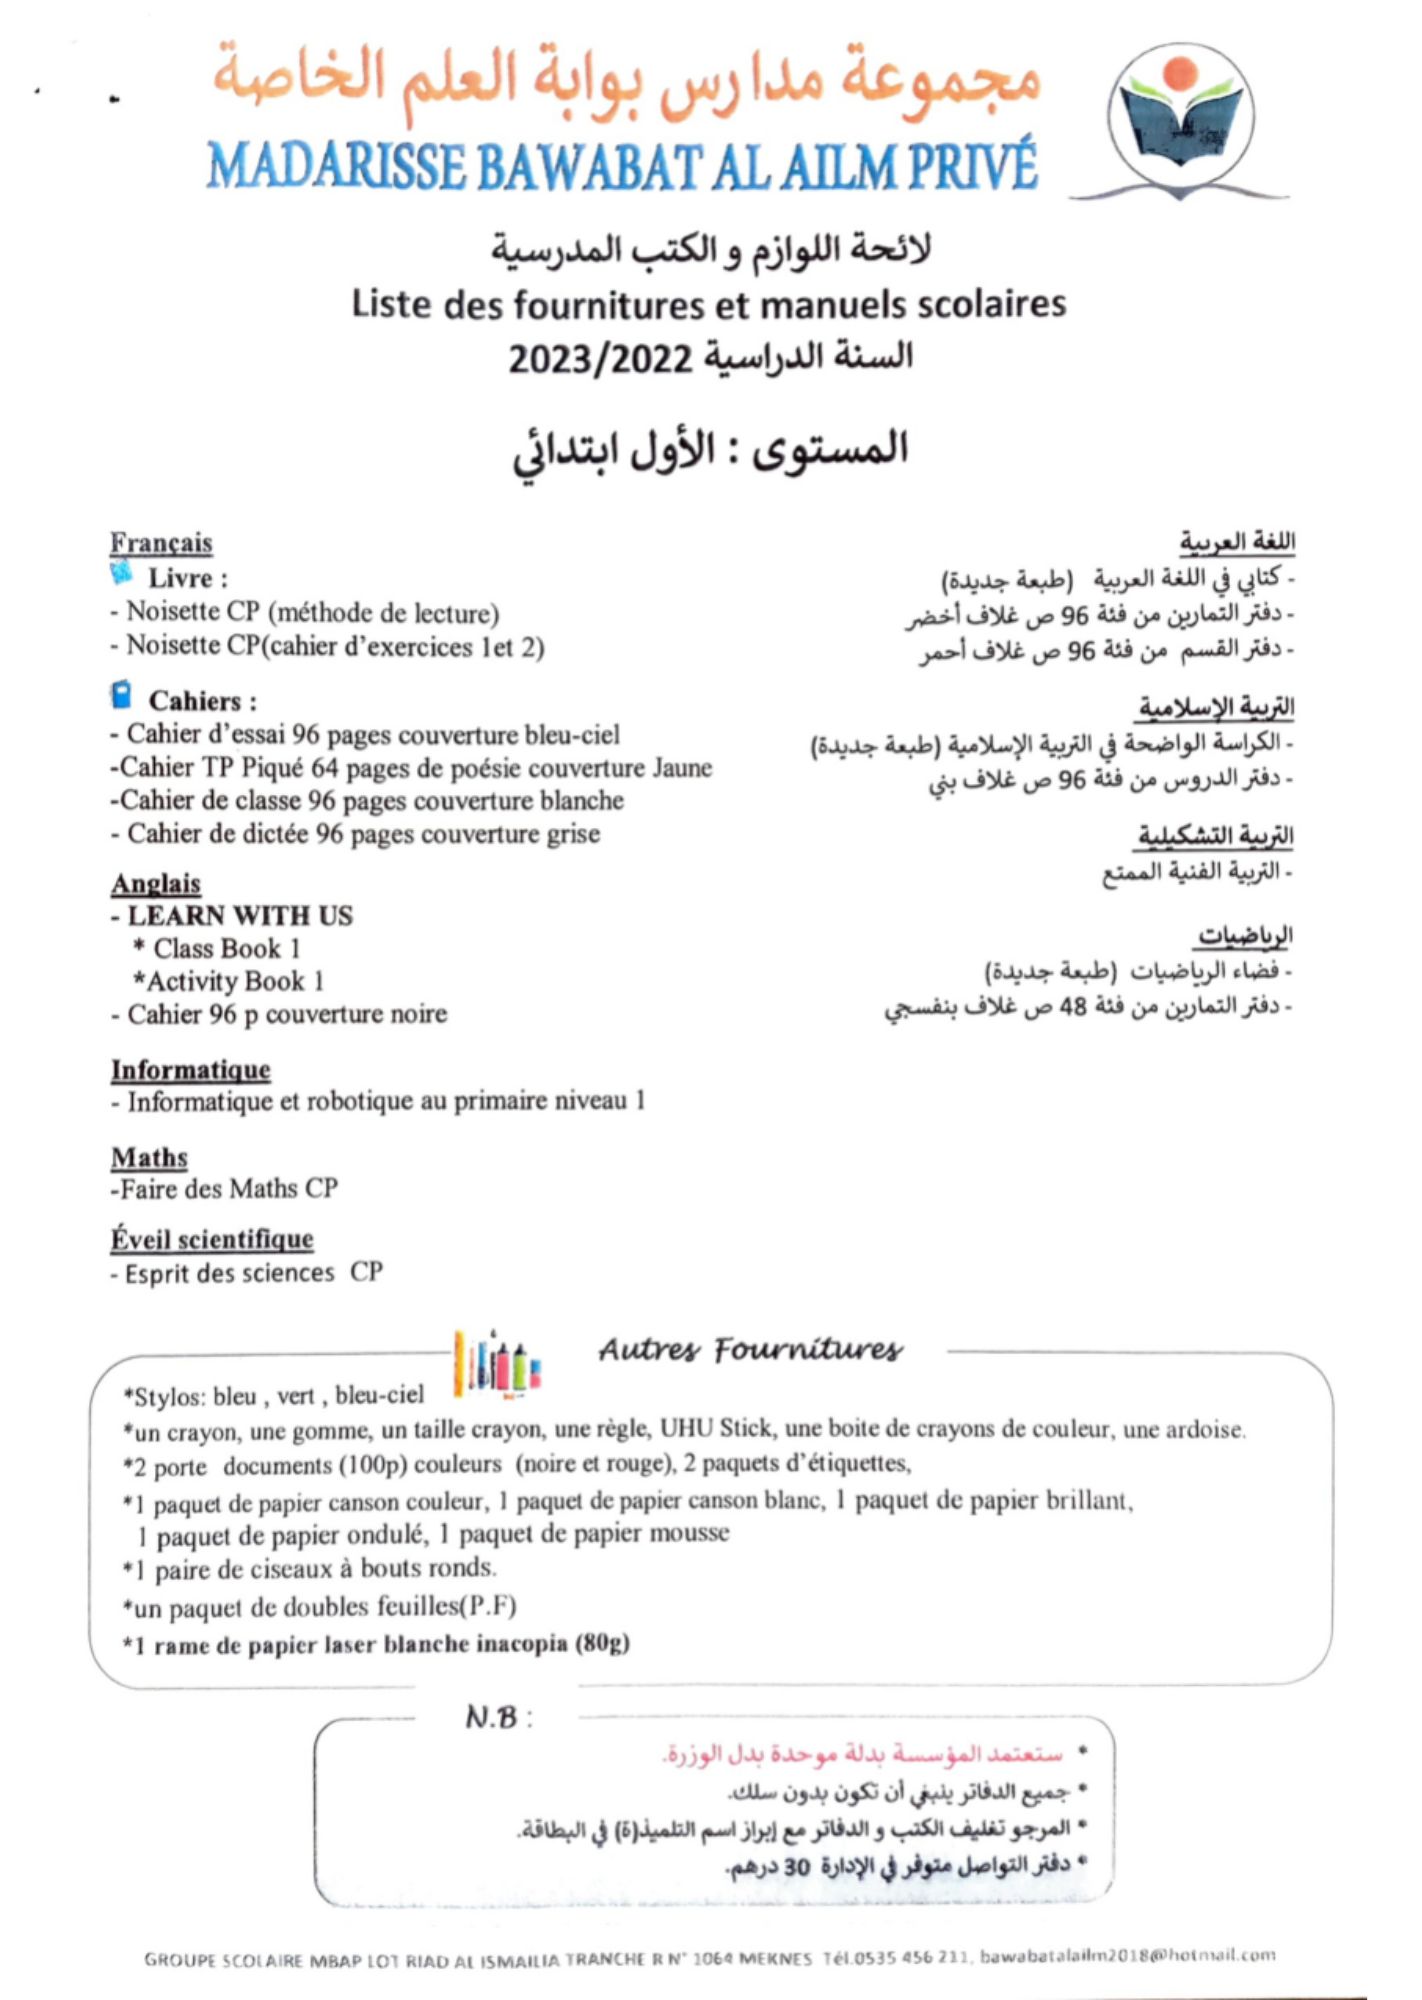 مجموعة مدارس بوابة العلم الخاصة
MADARISSE BAWABAT AL AILM PRIVÉ
لائحة اللوازم و الكتب المدرسية
Liste des fournitures et manuels scolaires
السنة الدراسية 2023/2022
المستوى : الأول ابتدائي
Français
Livre :
- Noisette CP (méthode de lecture)
- Noisette CP(cahier d'exercices 1et 2)
Cahiers :
- Cahier d'essai 96 pages couverture bleu-ciel
-Cahier TP Piqué 64 pages de poésie couverture Jaune
-Cahier de classe 96 pages couverture blanche
- Cahier de dictée 96 pages couverture grise
Anglais
- LEARN WITH US
* Class Book 1
*Activity Book 1
- Cahier 96 p couverture noire
Informatique
- Informatique et robotique au primaire niveau 1
Maths
-Faire des Maths CP
Éveil scientifique
- Esprit des sciences CP
اللغة العربية
- كتابي في اللغة العربية (طبعة جديدة)
- دفتر التمارين من فئة 96 ص غلاف أخضر
- دفتر القسم من فئة 96 ص غلاف أحمر
التربية الإسلامية
- الكراسة الواضحة في التربية الإسلامية (طبعة جديدة)
- دفتر الدروس من فئة 96 ص غلاف بني
التربية التشكيلية
- التربية الفنية الممتع
الرياضيات
- فضاء الرياضيات (طبعة جديدة)
- دفتر التمارين من فئة 48 ص غلاف بنفسجي
Autres Fournitures
*Stylos: bleu , vert , bleu-ciel
*un crayon, une gomme, un taille crayon, une règle, UHU Stick, une boite de crayons de couleur, une ardoise.
*2 porte documents (100p) couleurs (noire et rouge), 2 paquets d'étiquettes,
*1 paquet de papier canson couleur, 1 paquet de papier canson blanc, 1 paquet de papier brillant,
1 paquet de papier ondulé, 1 paquet de papier mousse
*1 paire de ciseaux à bouts ronds.
*un paquet de doubles feuilles(P.F)
*1 rame de papier laser blanche inacopia (80g)
N.B :
* ستعتمد المؤسسة بدلة موحدة بدل الوزرة.
* جميع الدفاتر ينبغي أن تكون بدون سلك.
* المرجو تغليف الكتب و الدفاتر مع إبراز اسم التلميذ(ة) في البطاقة.
* دفتر التواصل متوفر في الإدارة 30 درهم.
GROUPE SCOLAIRE MBAP LOT RIAD AL ISMAILIA TRANCHE R N° 1064 MEKNES Tél.0535 456 211, bawabatalailm2018@hotmail.com